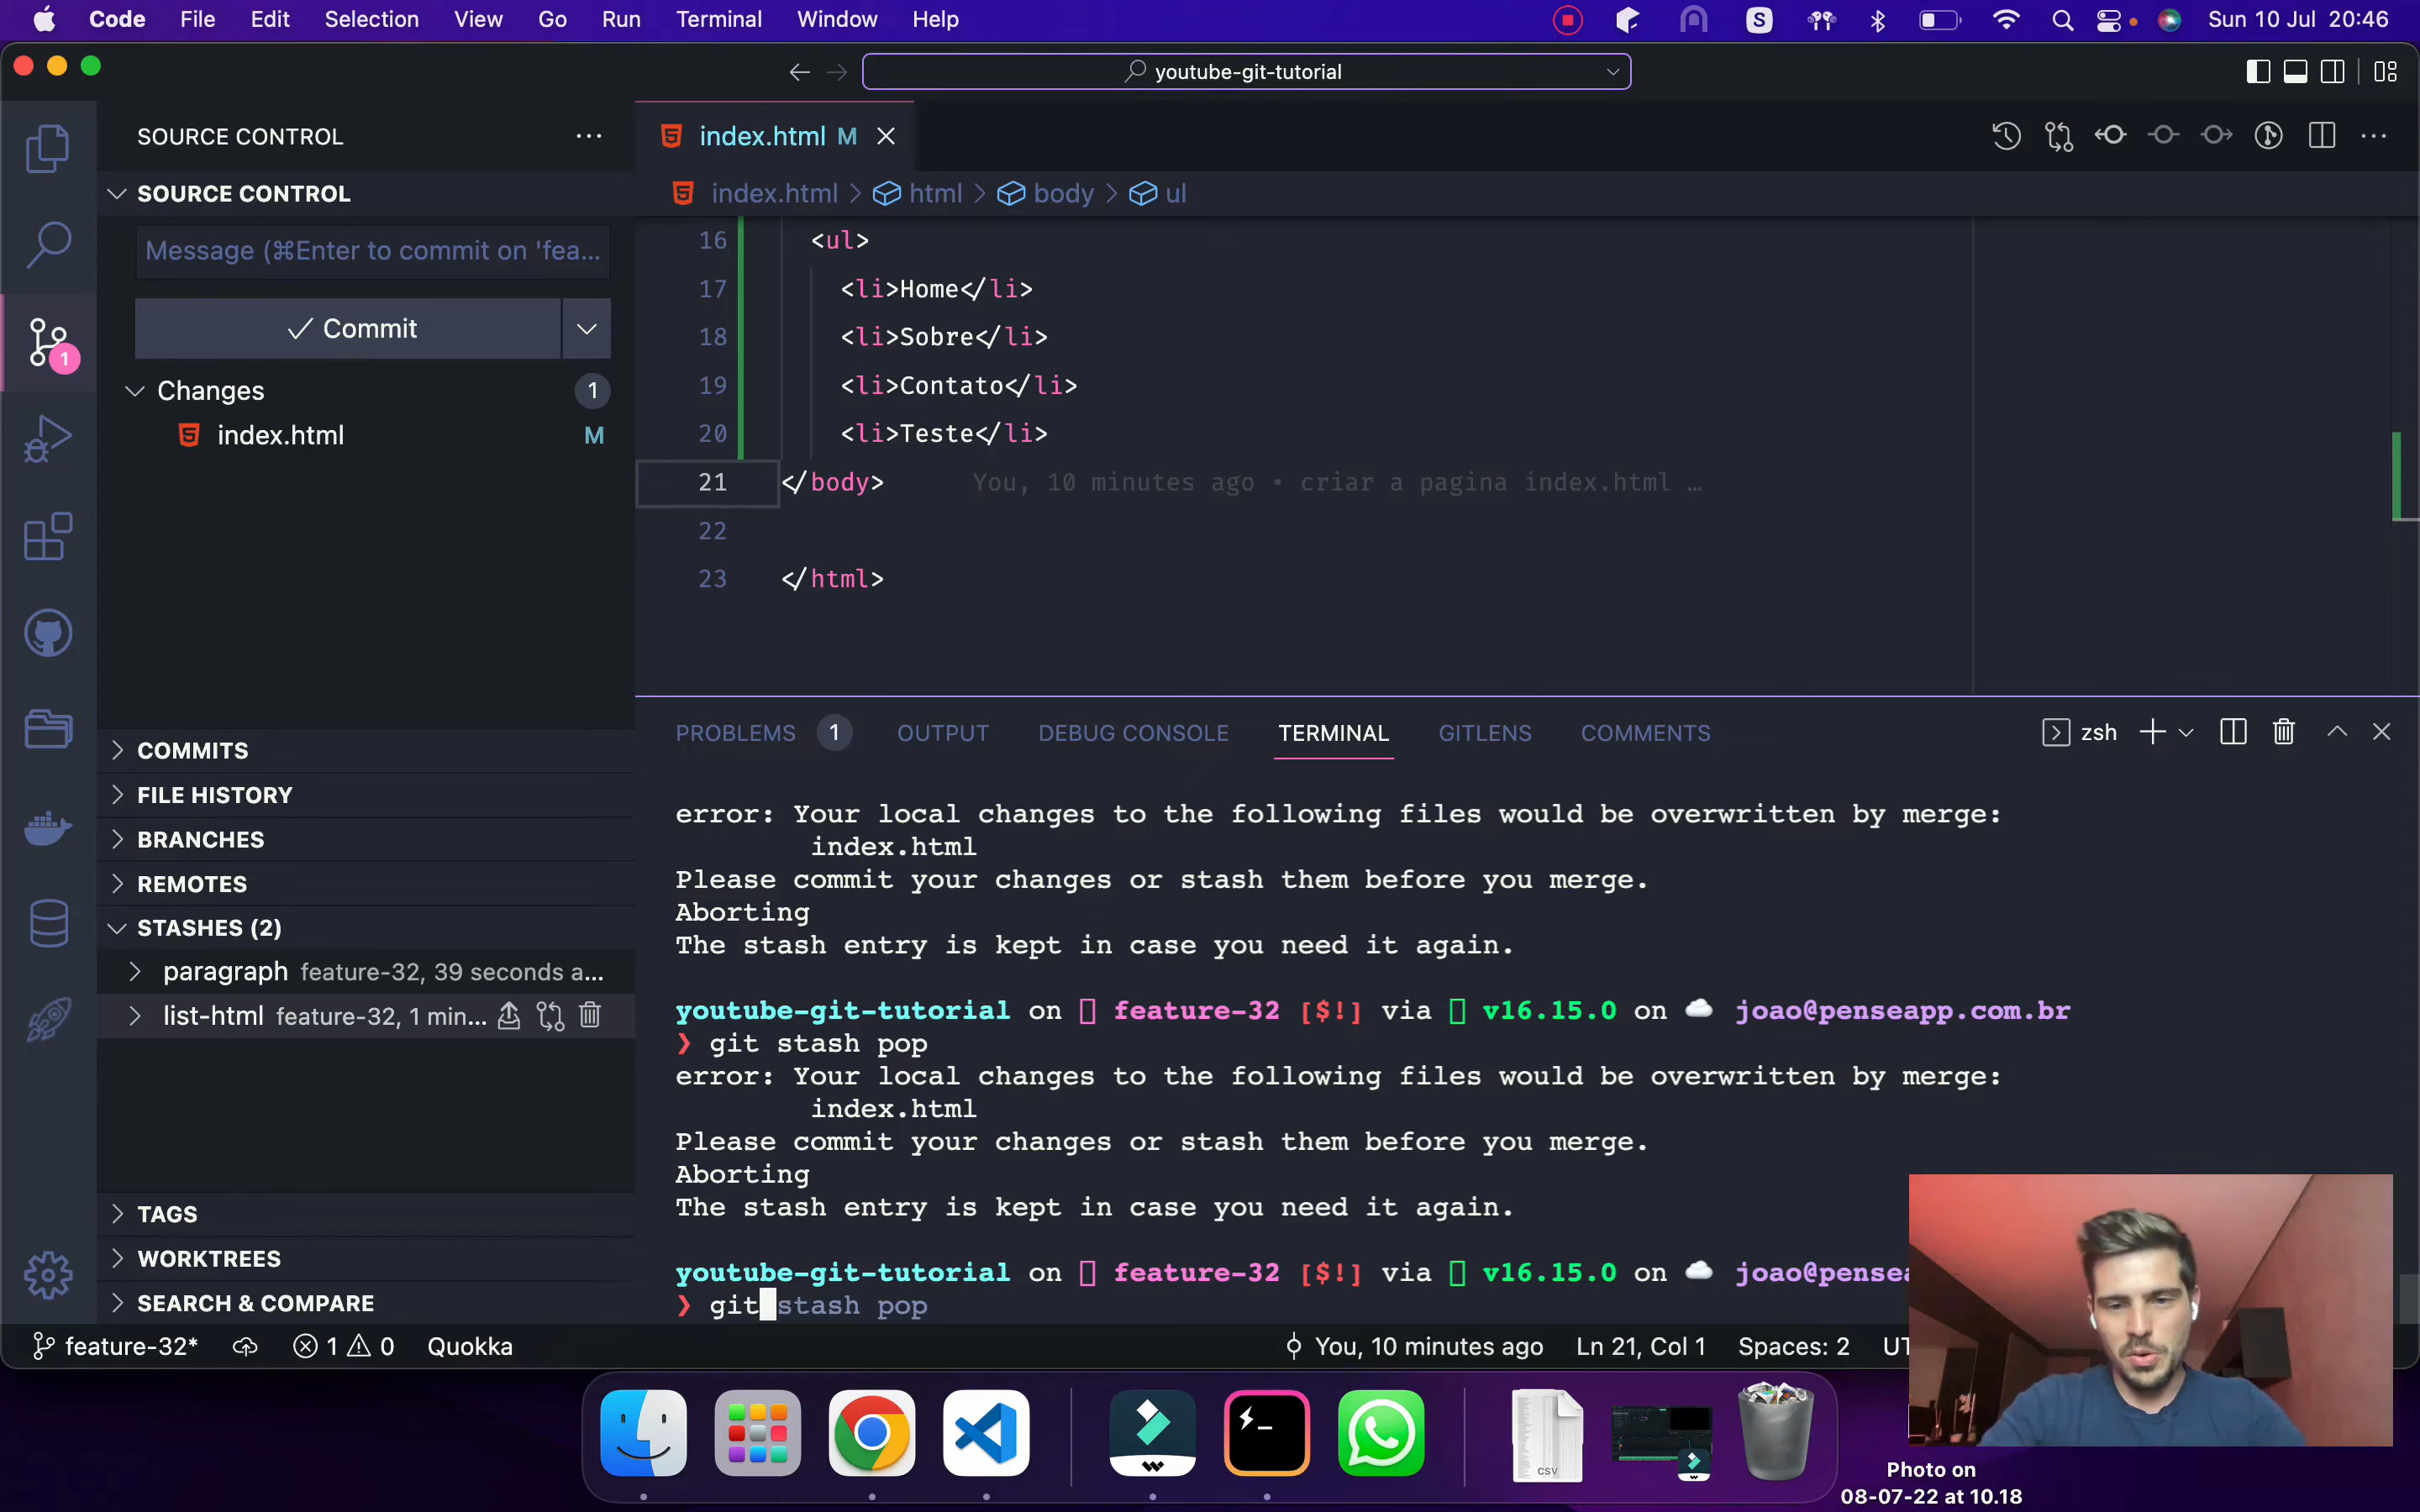 Code File Edit Selection View Go Run Terminal Window Help
Sun 10 Jul 20:46
youtube-git-tutorial
SOURCE CONTROL
SOURCE CONTROL
Message (⌘Enter to commit on 'fea...
Commit
Changes 1
index.html M
COMMITS
FILE HISTORY
BRANCHES
REMOTES
STASHES (2)
paragraph feature-32, 39 seconds a...
list-html feature-32, 1 min...
TAGS
WORKTREES
SEARCH & COMPARE
index.html M
index.html > html > body > ul
16 <ul>
17 <li>Home</li>
18 <li>Sobre</li>
19 <li>Contato</li>
20 <li>Teste</li>
21 </body> You, 10 minutes ago • criar a pagina index.html …
22
23 </html>
PROBLEMS 1 OUTPUT DEBUG CONSOLE TERMINAL GITLENS COMMENTS
zsh
error: Your local changes to the following files would be overwritten by merge:
index.html
Please commit your changes or stash them before you merge.
Aborting
The stash entry is kept in case you need it again.
youtube-git-tutorial on feature-32 [$!] via v16.15.0 on joao@penseapp.com.br
❯ git stash pop
error: Your local changes to the following files would be overwritten by merge:
index.html
Please commit your changes or stash them before you merge.
Aborting
The stash entry is kept in case you need it again.
youtube-git-tutorial on feature-32 [$!] via v16.15.0 on joao@pensea
❯ git stash pop
feature-32* 1 0 Quokka
You, 10 minutes ago Ln 21, Col 1 Spaces: 2 UT
CSV
Photo on
08-07-22 at 10.18